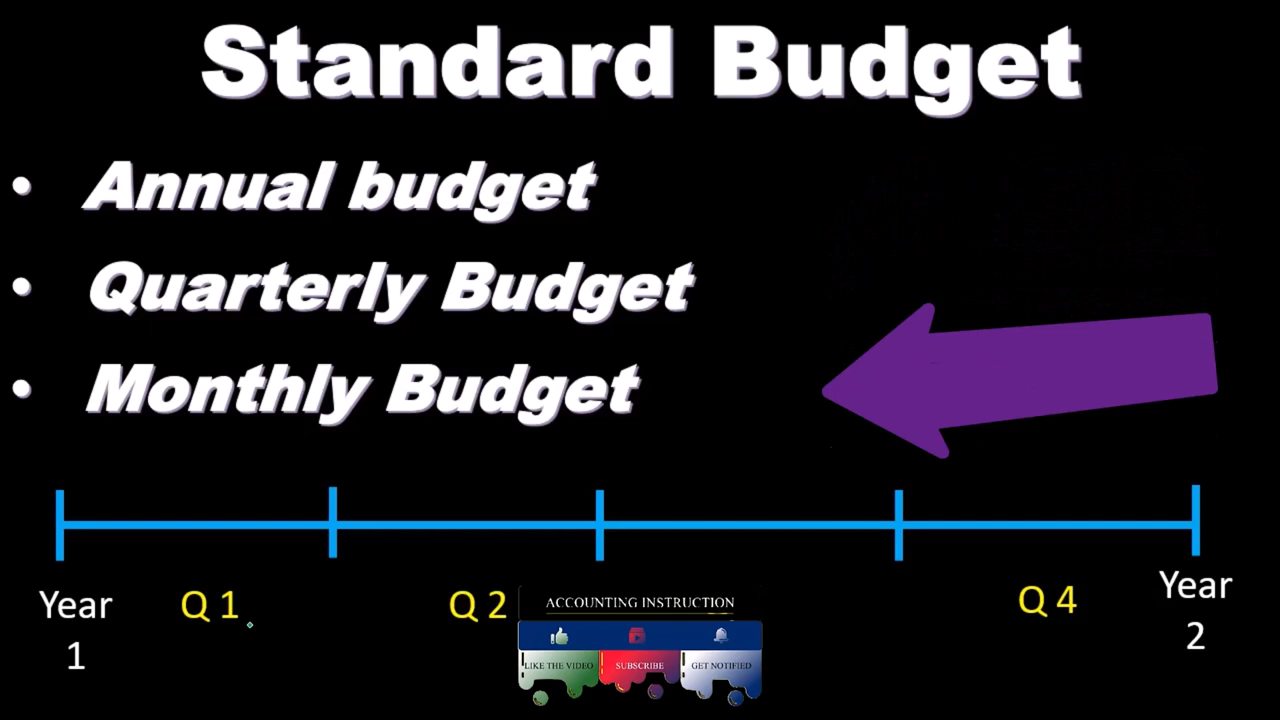 Standard Budget
• Annual budget
• Quarterly Budget
• Monthly Budget
Year 1
Q 1
Q 2
Q 4
Year 2
ACCOUNTING INSTRUCTION
LIKE THE VIDEO
SUBSCRIBE
GET NOTIFIED